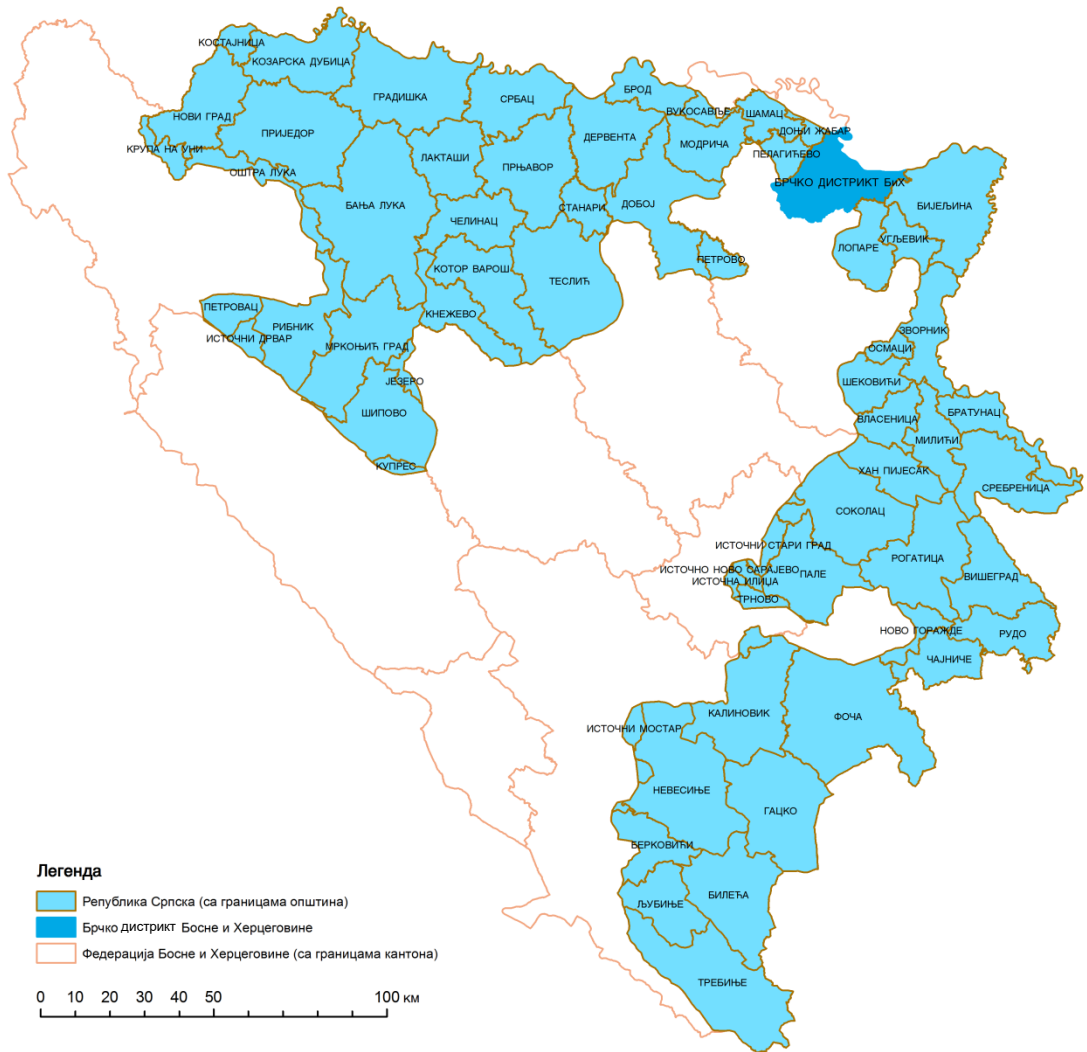 КОСТАЈНИЦА
КОЗАРСКА ДУБИЦА
ГРАДИШКА
СРБАЦ
БРОД
ВУКОСАВЉЕ
ШАМАЦ
ДОЊИ ЖАБАР
НОВИ ГРАД
ПРИЈЕДОР
ДЕРВЕНТА
МОДРИЧА
КРУПА НА УНИ
ЛАКТАШИ
ПРЊАВОР
ПЕЛАГИЋЕВО
ОШТРА ЛУКА
БРЧКО ДИСТРИКТ БиХ
БАЊА ЛУКА
СТАНАРИ
ДОБОЈ
БИЈЕЉИНА
ЧЕЛИНАЦ
ЛОПАРЕ
УГЉЕВИК
КОТОР ВАРОШ
ТЕСЛИЋ
ПЕТРОВО
ПЕТРОВАЦ
РИБНИК
КНЕЖЕВО
ИСТОЧНИ ДРВАР
МРКОЊИЋ ГРАД
ЗВОРНИК
ОСМАЦИ
ЈЕЗЕРО
ШЕКОВИЋИ
ШИПОВО
ВЛАСЕНИЦА
БРАТУНАЦ
МИЛИЋИ
КУПРЕС
ХАН ПИЈЕСАК
СРЕБРЕНИЦА
СОКОЛАЦ
ИСТОЧНИ СТАРИ ГРАД
РОГАТИЦА
ИСТОЧНО НОВО САРАЈЕВО
ПАЛЕ
ВИШЕГРАД
ИСТОЧНА ИЛИЏА
ТРНОВО
НОВО ГОРАЖДЕ
РУДО
ЧАЈНИЧЕ
КАЛИНОВИК
ФОЧА
ИСТОЧНИ МОСТАР
НЕВЕСИЊЕ
ГАЦКО
БЕРКОВИЋИ
БИЛЕЋА
ЉУБИЊЕ
ТРЕБИЊЕ
Легенда
Република Српска (са границама општина)
Брчко дистрикт Босне и Херцеговине
Федерација Босне и Херцеговине (са границама кантона)
0 10 20 30 40 50 100 км